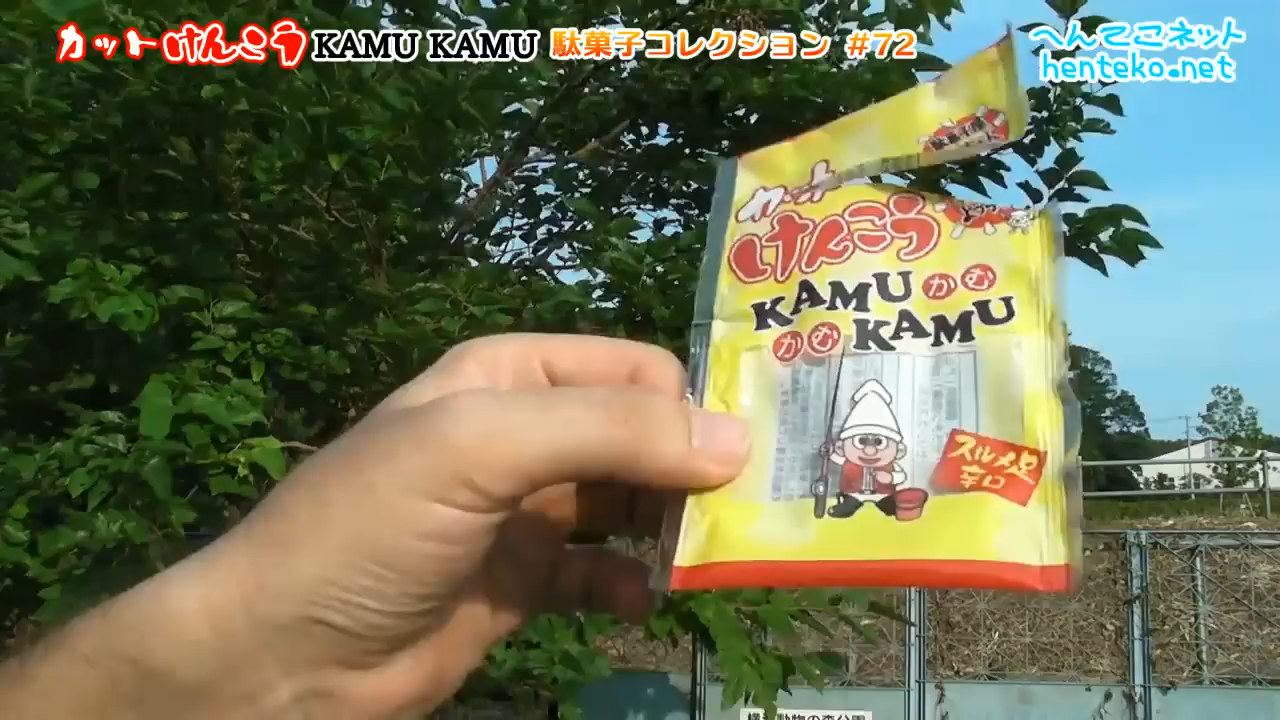 カットけんこう KAMU KAMU 駄菓子コレクション #72
へんてこネット
henteko.net
カット
けんこう
KAMU かむ
かむ KAMU
スルメ足
辛口